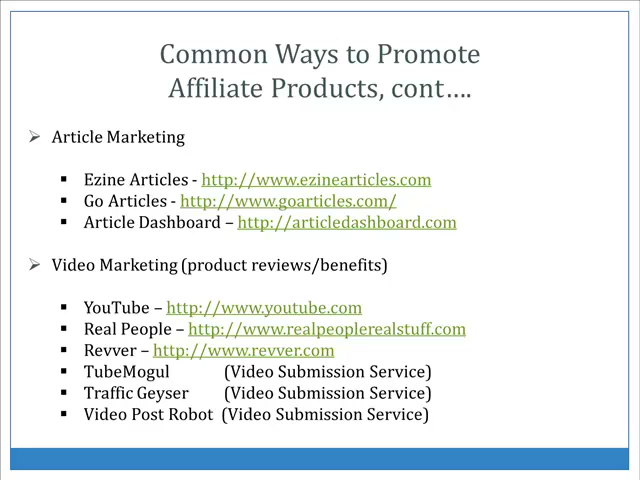 Common Ways to Promote
Affiliate Products, cont….
➢ Article Marketing
▪ Ezine Articles - http://www.ezinearticles.com
▪ Go Articles - http://www.goarticles.com/
▪ Article Dashboard – http://articledashboard.com
➢ Video Marketing (product reviews/benefits)
▪ YouTube – http://www.youtube.com
▪ Real People – http://www.realpeoplerealstuff.com
▪ Revver – http://www.revver.com
▪ TubeMogul (Video Submission Service)
▪ Traffic Geyser (Video Submission Service)
▪ Video Post Robot (Video Submission Service)